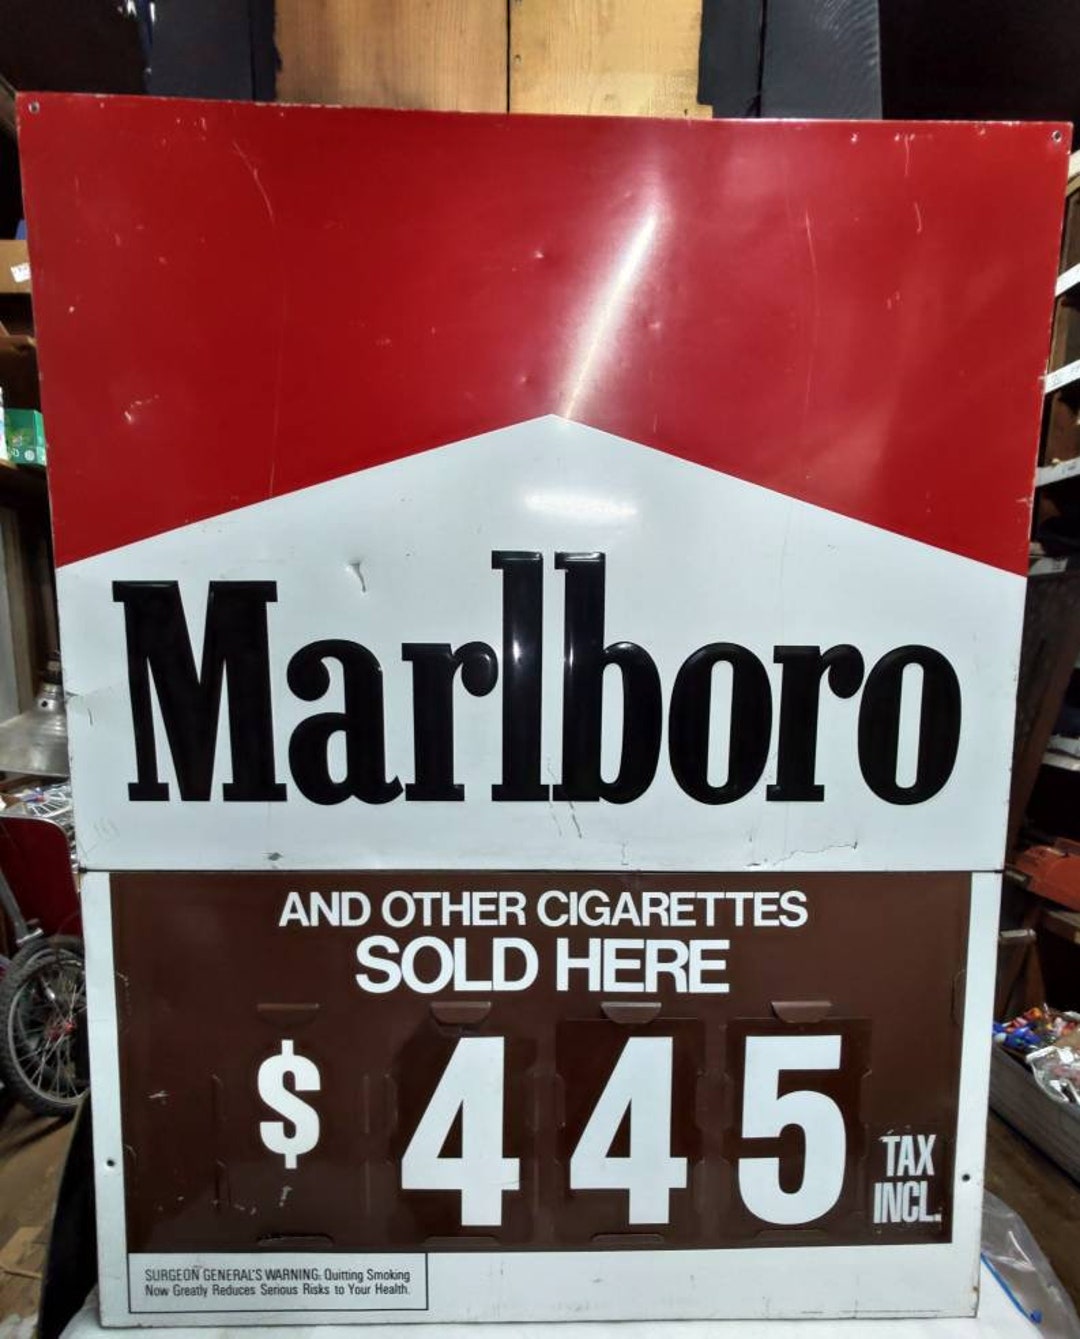 Marlboro
AND OTHER CIGARETTES
SOLD HERE
$ 4 4 5 TAX
INCL.
SURGEON GENERAL'S WARNING: Quitting Smoking
Now Greatly Reduces Serious Risks to Your Health.